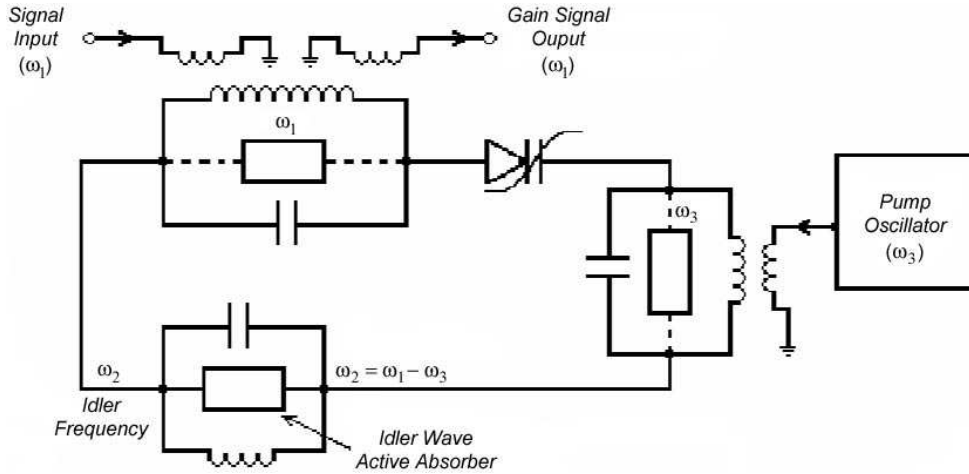 Signal
Input
(ω₁)
Gain Signal
Ouput
(ω₁)
ω₁
ω₃
Pump
Oscillator
(ω₃)
ω₂
ω₂ = ω₁ − ω₃
Idler
Frequency
Idler Wave
Active Absorber